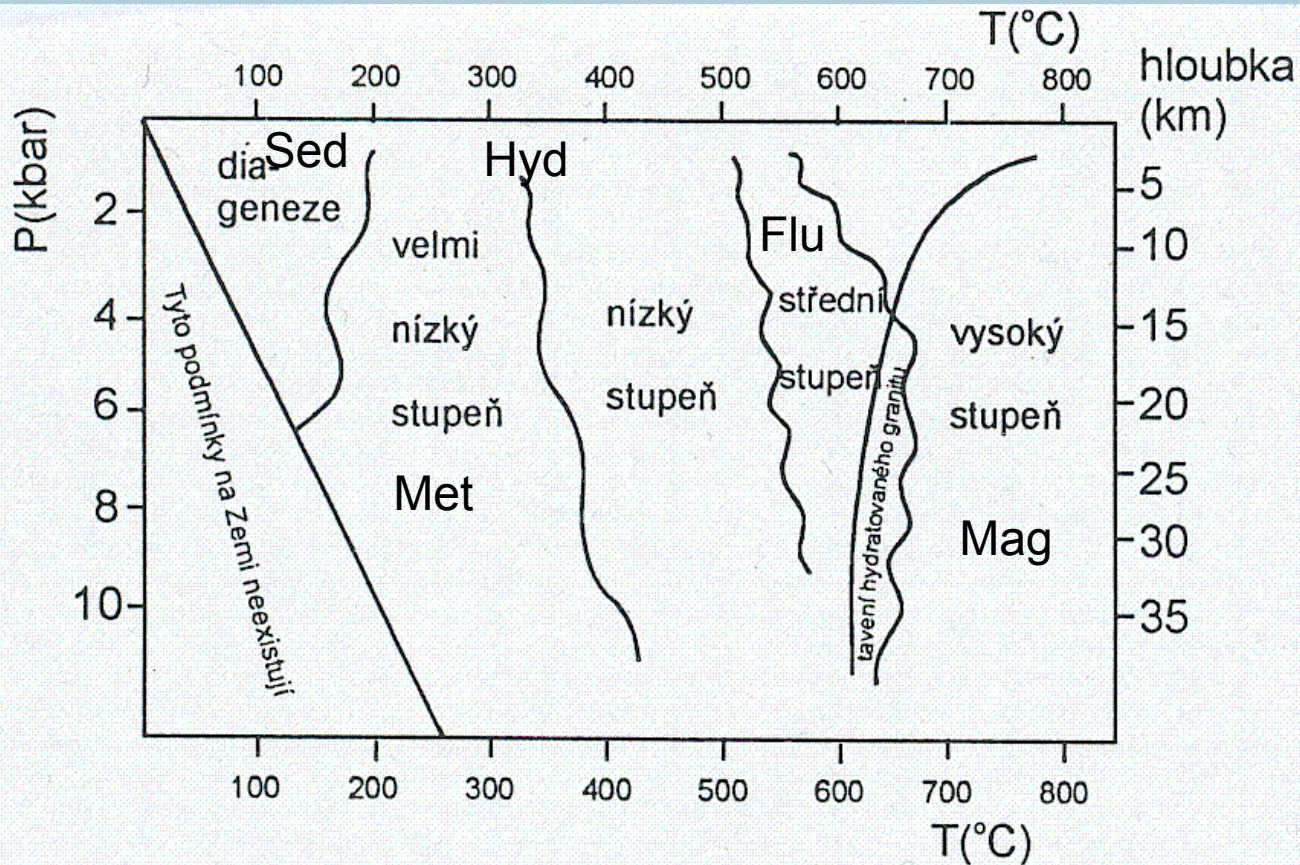 T(°C)
100 200 300 400 500 600 700 800
hloubka
(km)
P(kbar)
2
4
6
8
10
5
10
15
20
25
30
35
Sed
dia-
geneze
Hyd
velmi
nízký
stupeň
Met
nízký
stupeň
Flu
střední
stupeň
vysoký
stupeň
Mag
Tyto podmínky na Zemi neexistují
tavení hydratovaného granitu
100 200 300 400 500 600 700 800
T(°C)